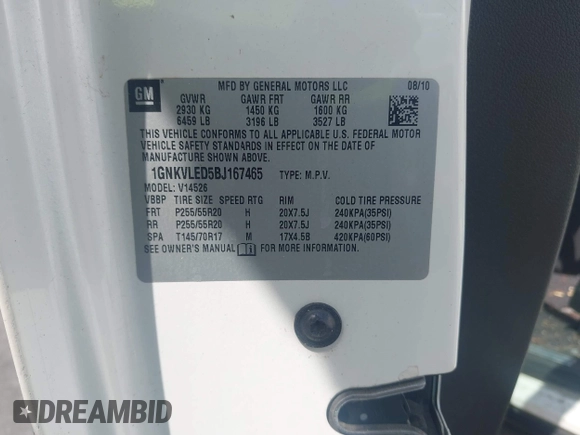 GM
MFD BY GENERAL MOTORS LLC 08/10
GVWR GAWR FRT GAWR RR
2930 KG 1450 KG 1600 KG
6459 LB 3196 LB 3527 LB
THIS VEHICLE CONFORMS TO ALL APPLICABLE U.S. FEDERAL MOTOR
VEHICLE SAFETY STANDARDS IN EFFECT ON THE DATE OF
MANUFACTURE SHOWN ABOVE.
1GNKVLED5BJ167465 TYPE: M.P.V.
MODEL: V14526
VBBP TIRE SIZE SPEED RTG RIM COLD TIRE PRESSURE
FRT P255/55R20 H 20X7.5J 240KPA(35PSI)
RR P255/55R20 H 20X7.5J 240KPA(35PSI)
SPA T145/70R17 M 17X4.5B 420KPA(60PSI)
SEE OWNER'S MANUAL FOR MORE INFORMATION.
DREAMBID